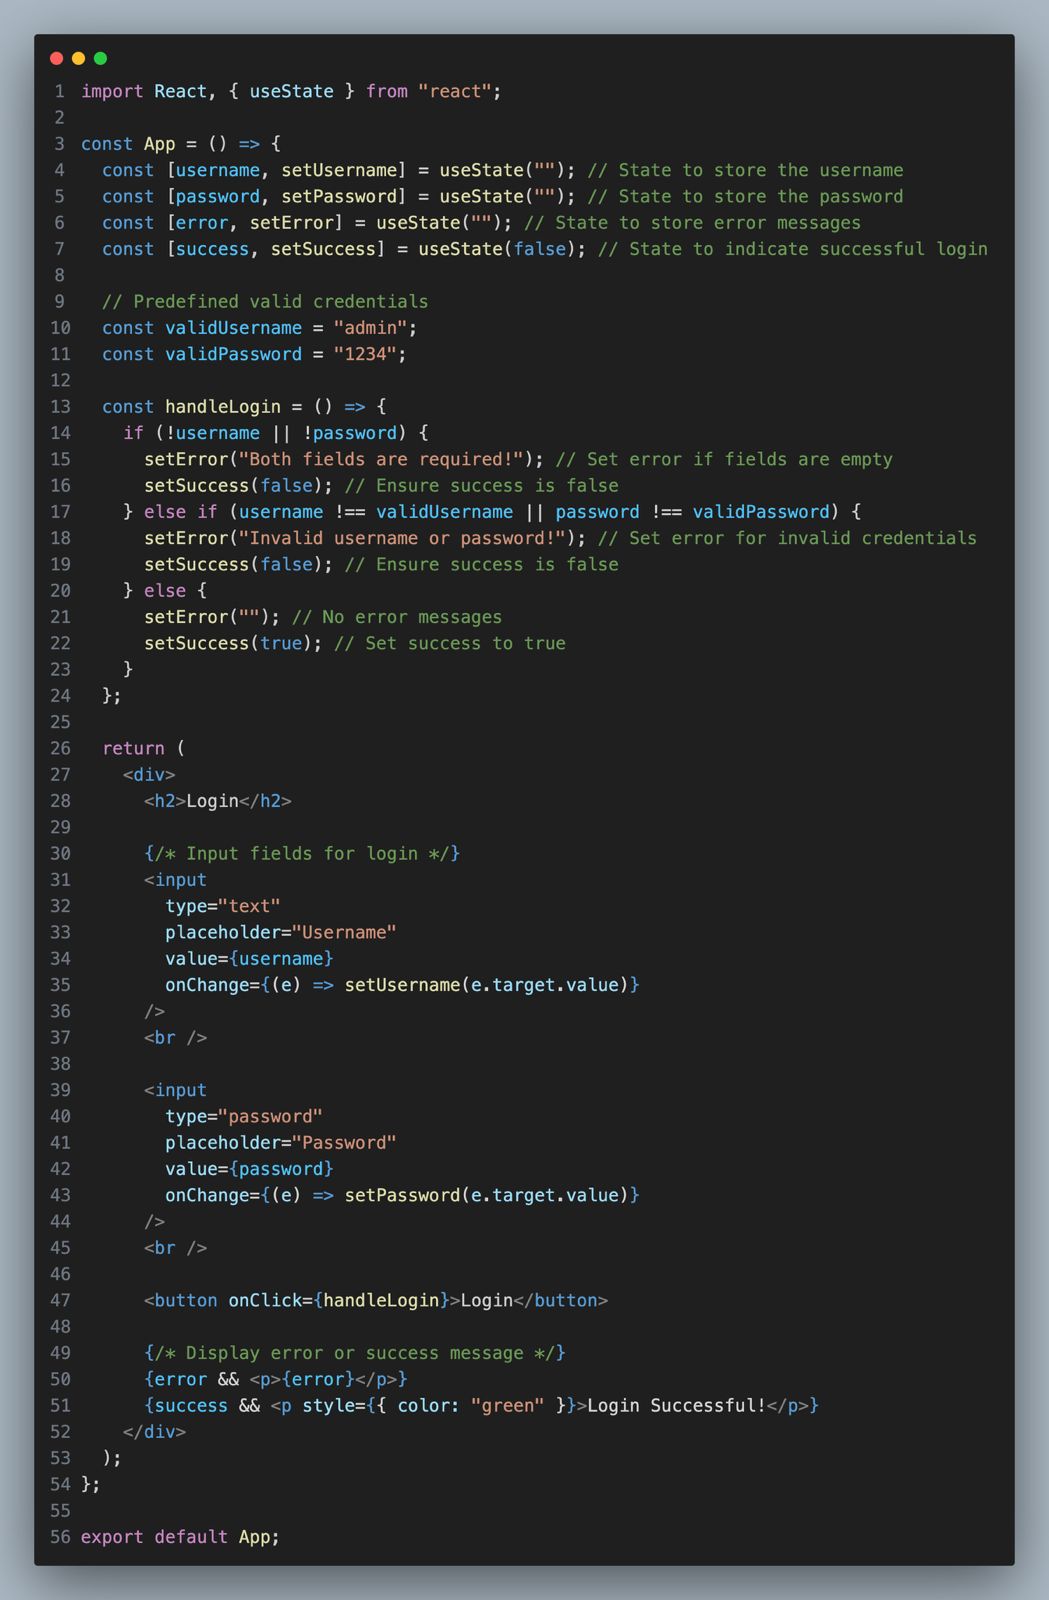 1 import React, { useState } from "react";
2
3 const App = () => {
4   const [username, setUsername] = useState(""); // State to store the username
5   const [password, setPassword] = useState(""); // State to store the password
6   const [error, setError] = useState(""); // State to store error messages
7   const [success, setSuccess] = useState(false); // State to indicate successful login
8
9   // Predefined valid credentials
10   const validUsername = "admin";
11   const validPassword = "1234";
12
13   const handleLogin = () => {
14     if (!username || !password) {
15       setError("Both fields are required!"); // Set error if fields are empty
16       setSuccess(false); // Ensure success is false
17     } else if (username !== validUsername || password !== validPassword) {
18       setError("Invalid username or password!"); // Set error for invalid credentials
19       setSuccess(false); // Ensure success is false
20     } else {
21       setError(""); // No error messages
22       setSuccess(true); // Set success to true
23     }
24   };
25
26   return (
27     <div>
28       <h2>Login</h2>
29
30       {/* Input fields for login */}
31       <input
32         type="text"
33         placeholder="Username"
34         value={username}
35         onChange={(e) => setUsername(e.target.value)}
36       />
37       <br />
38
39       <input
40         type="password"
41         placeholder="Password"
42         value={password}
43         onChange={(e) => setPassword(e.target.value)}
44       />
45       <br />
46
47       <button onClick={handleLogin}>Login</button>
48
49       {/* Display error or success message */}
50       {error && <p>{error}</p>}
51       {success && <p style={{ color: "green" }}>Login Successful!</p>}
52     </div>
53   );
54 };
55
56 export default App;